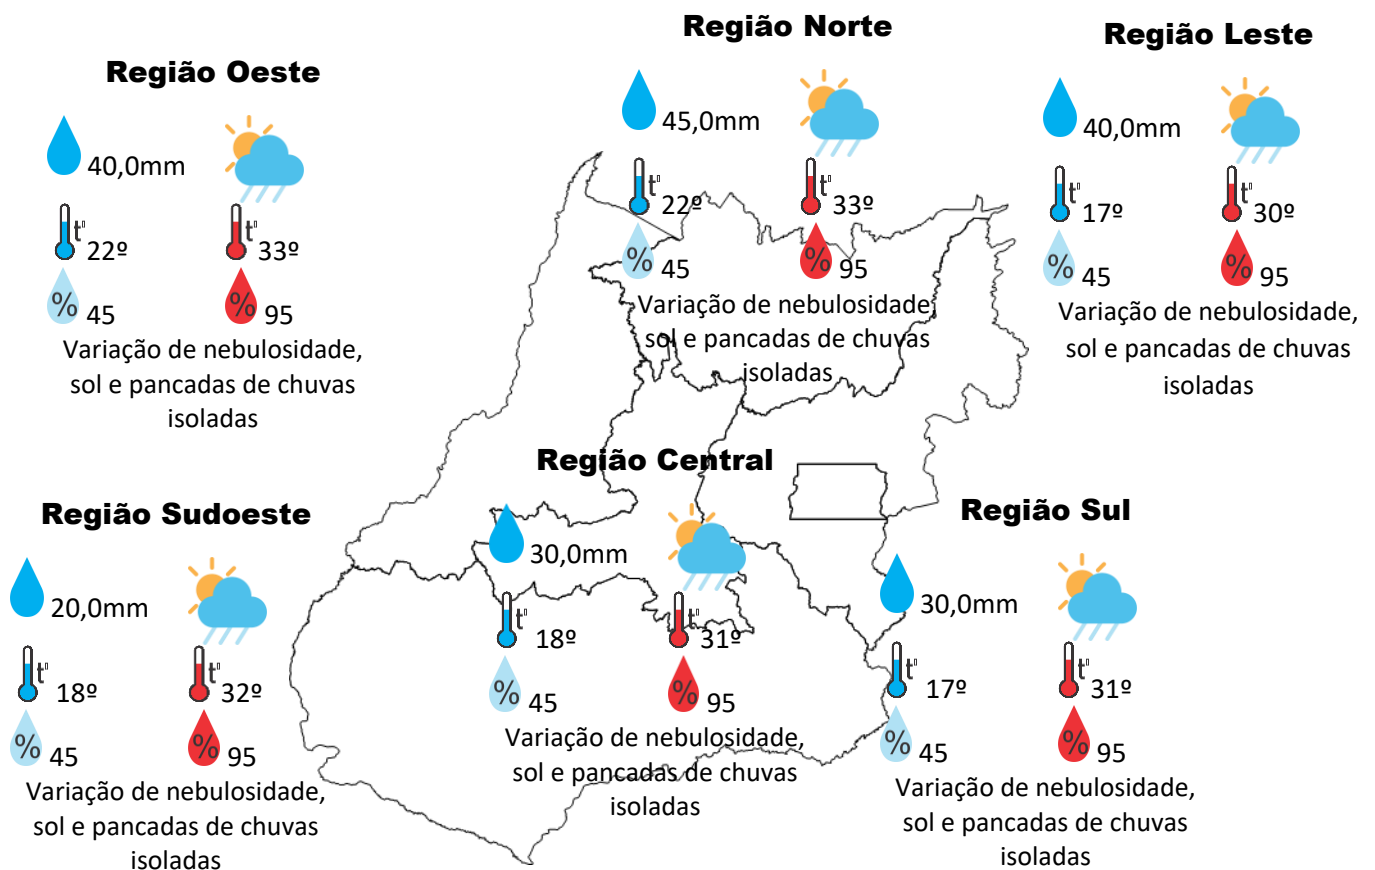 Região Norte
45,0mm
t°
22º
t°
33º
% 45
% 95
Variação de nebulosidade,
sol e pancadas de chuvas
isoladas
Região Leste
40,0mm
t°
17º
t°
30º
% 45
% 95
Variação de nebulosidade,
sol e pancadas de chuvas
isoladas
Região Oeste
40,0mm
t°
22º
t°
33º
% 45
% 95
Variação de nebulosidade,
sol e pancadas de chuvas
isoladas
Região Central
30,0mm
t°
18º
t°
31º
% 45
% 95
Variação de nebulosidade,
sol e pancadas de chuvas
isoladas
Região Sudoeste
20,0mm
t°
18º
t°
32º
% 45
% 95
Variação de nebulosidade,
sol e pancadas de chuvas
isoladas
Região Sul
30,0mm
t°
17º
t°
31º
% 45
% 95
Variação de nebulosidade,
sol e pancadas de chuvas
isoladas